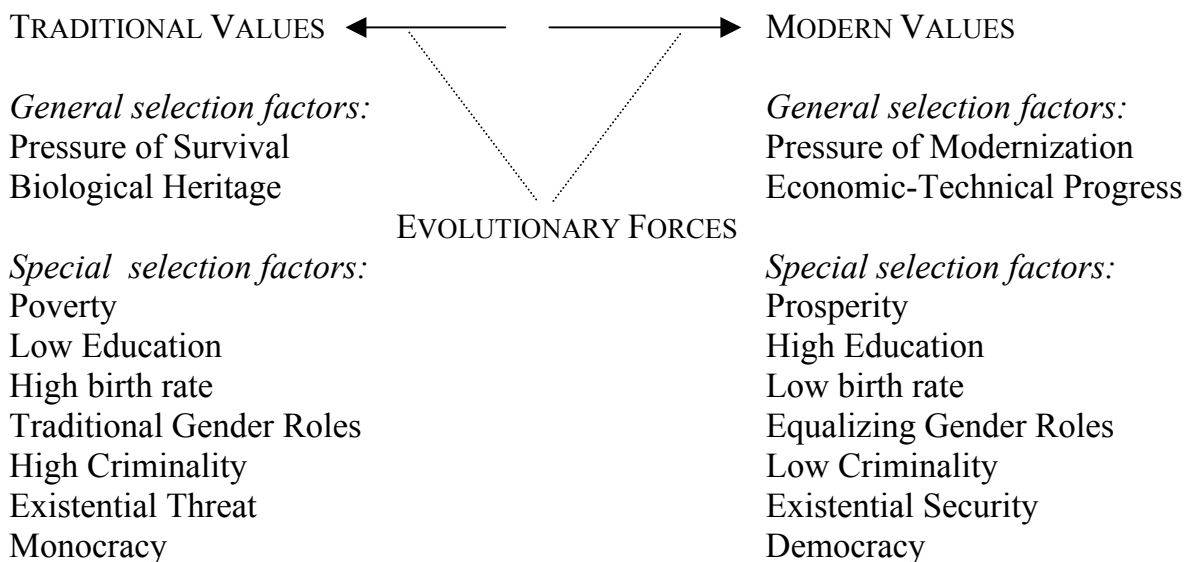 TRADITIONAL VALUES
MODERN VALUES
General selection factors:
Pressure of Survival
Biological Heritage
General selection factors:
Pressure of Modernization
Economic-Technical Progress
EVOLUTIONARY FORCES
Special selection factors:
Poverty
Low Education
High birth rate
Traditional Gender Roles
High Criminality
Existential Threat
Monocracy
Special selection factors:
Prosperity
High Education
Low birth rate
Equalizing Gender Roles
Low Criminality
Existential Security
Democracy